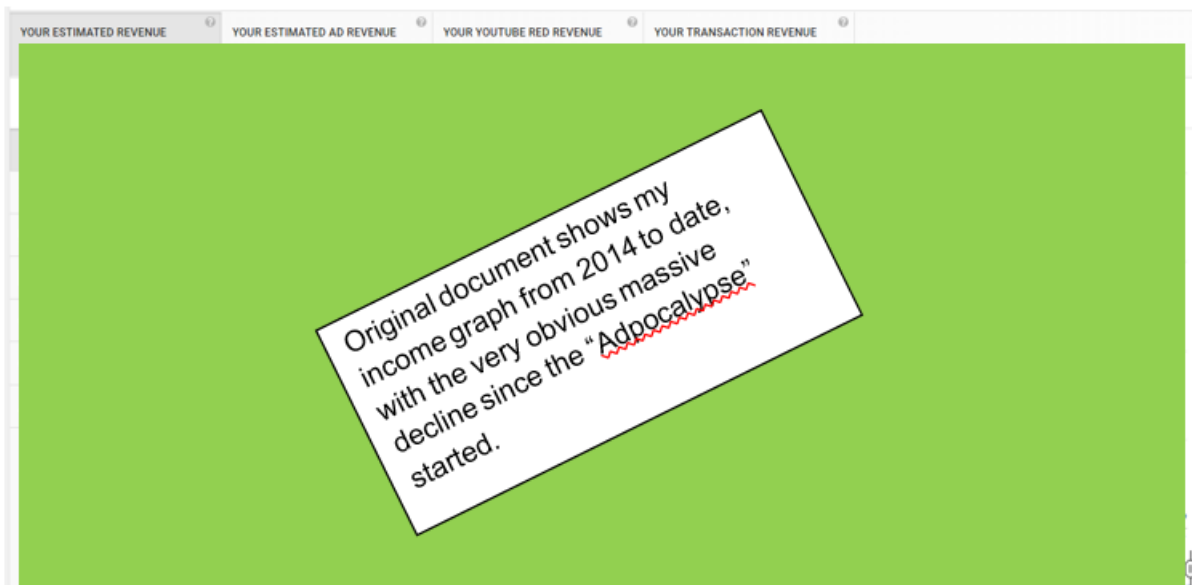 YOUR ESTIMATED REVENUE
YOUR ESTIMATED AD REVENUE
YOUR YOUTUBE RED REVENUE
YOUR TRANSACTION REVENUE
Original document shows my
income graph from 2014 to date,
with the very obvious massive
decline since the “Adpocalypse”
started.